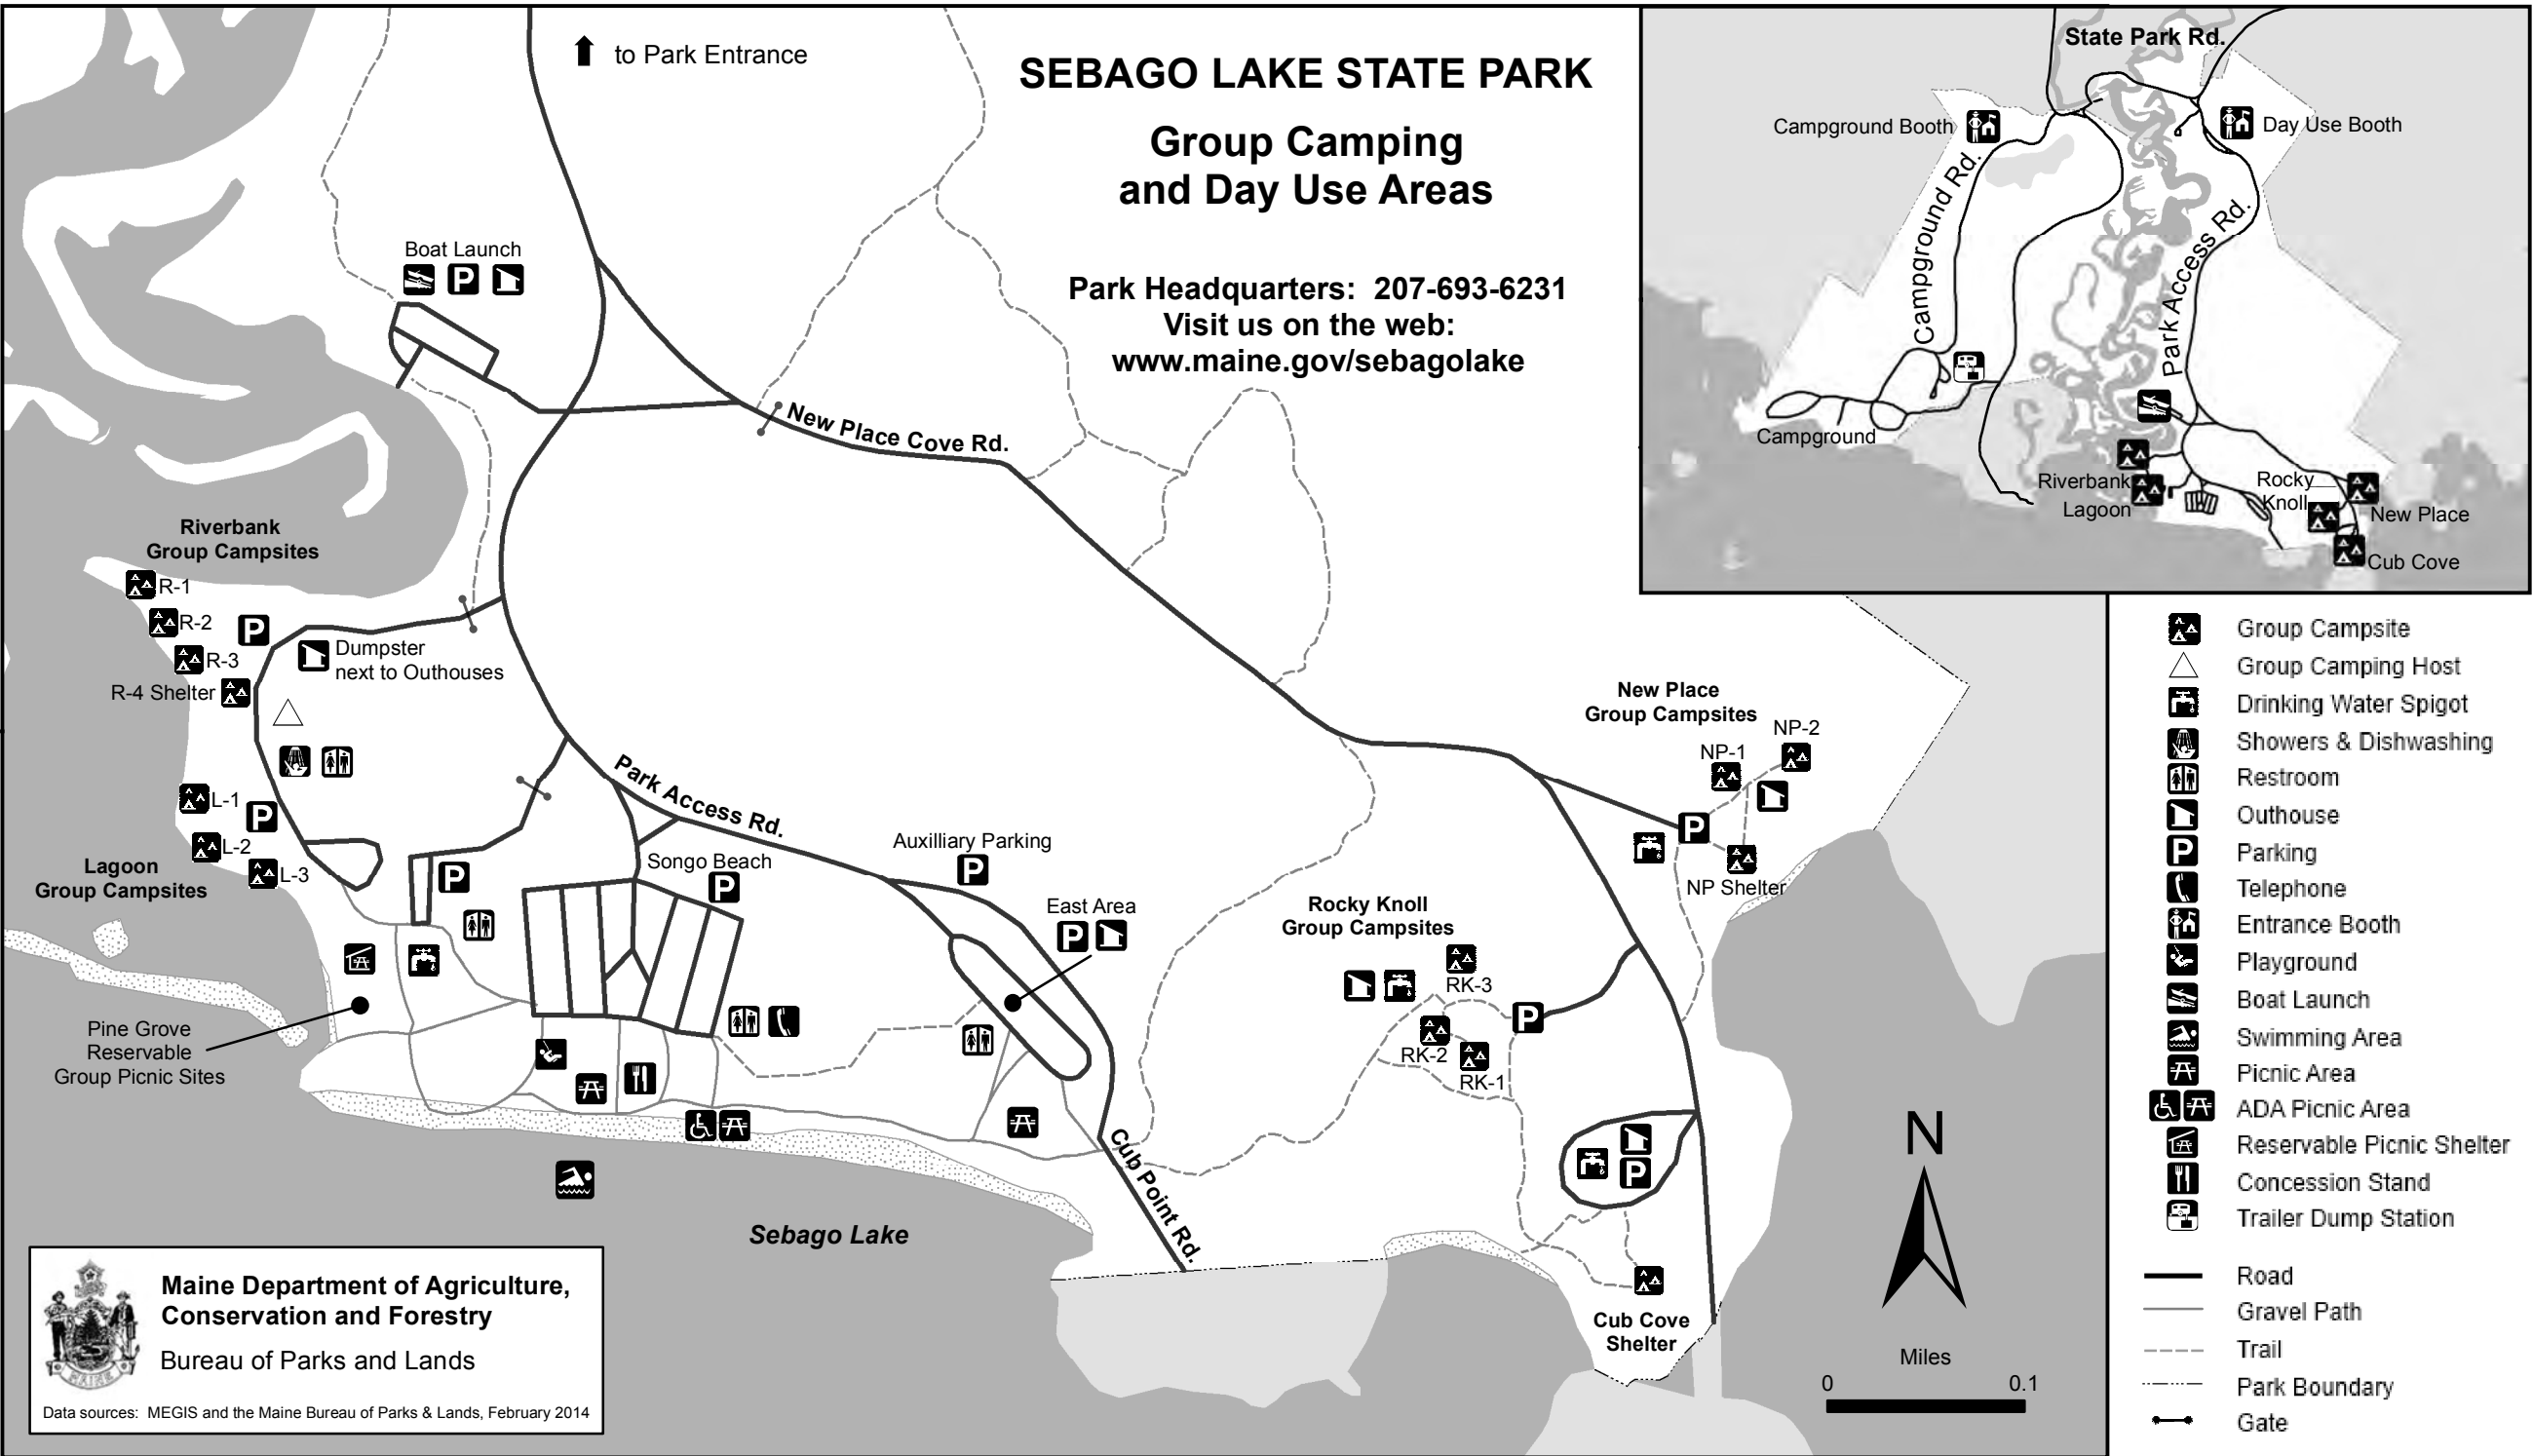 to Park Entrance
SEBAGO LAKE STATE PARK
Group Camping
and Day Use Areas
Park Headquarters: 207-693-6231
Visit us on the web:
www.maine.gov/sebagolake
Boat Launch
P
New Place Cove Rd.
Riverbank
Group Campsites
R-1
R-2
P
R-3
R-4 Shelter
Dumpster
next to Outhouses
L-1
P
L-2
L-3
Lagoon
Group Campsites
P
Park Access Rd.
Songo Beach
P
Auxilliary Parking
P
East Area
P
Pine Grove
Reservable
Group Picnic Sites
New Place
Group Campsites
NP-1
NP-2
P
NP Shelter
Rocky Knoll
Group Campsites
RK-3
RK-2
RK-1
P
P
Cub Point Rd.
Cub Cove
Shelter
Sebago Lake
N
Miles
0
0.1
Maine Department of Agriculture,
Conservation and Forestry
Bureau of Parks and Lands
MAINE
Data sources: MEGIS and the Maine Bureau of Parks & Lands, February 2014
State Park Rd.
Campground Booth
Day Use Booth
Campground Rd.
Park Access Rd.
Campground
Riverbank
Lagoon
Rocky
Knoll
New Place
Cub Cove
Group Campsite
Group Camping Host
Drinking Water Spigot
Showers & Dishwashing
Restroom
Outhouse
P Parking
Telephone
Entrance Booth
Playground
Boat Launch
Swimming Area
Picnic Area
ADA Picnic Area
Reservable Picnic Shelter
Concession Stand
Trailer Dump Station
Road
Gravel Path
Trail
Park Boundary
Gate